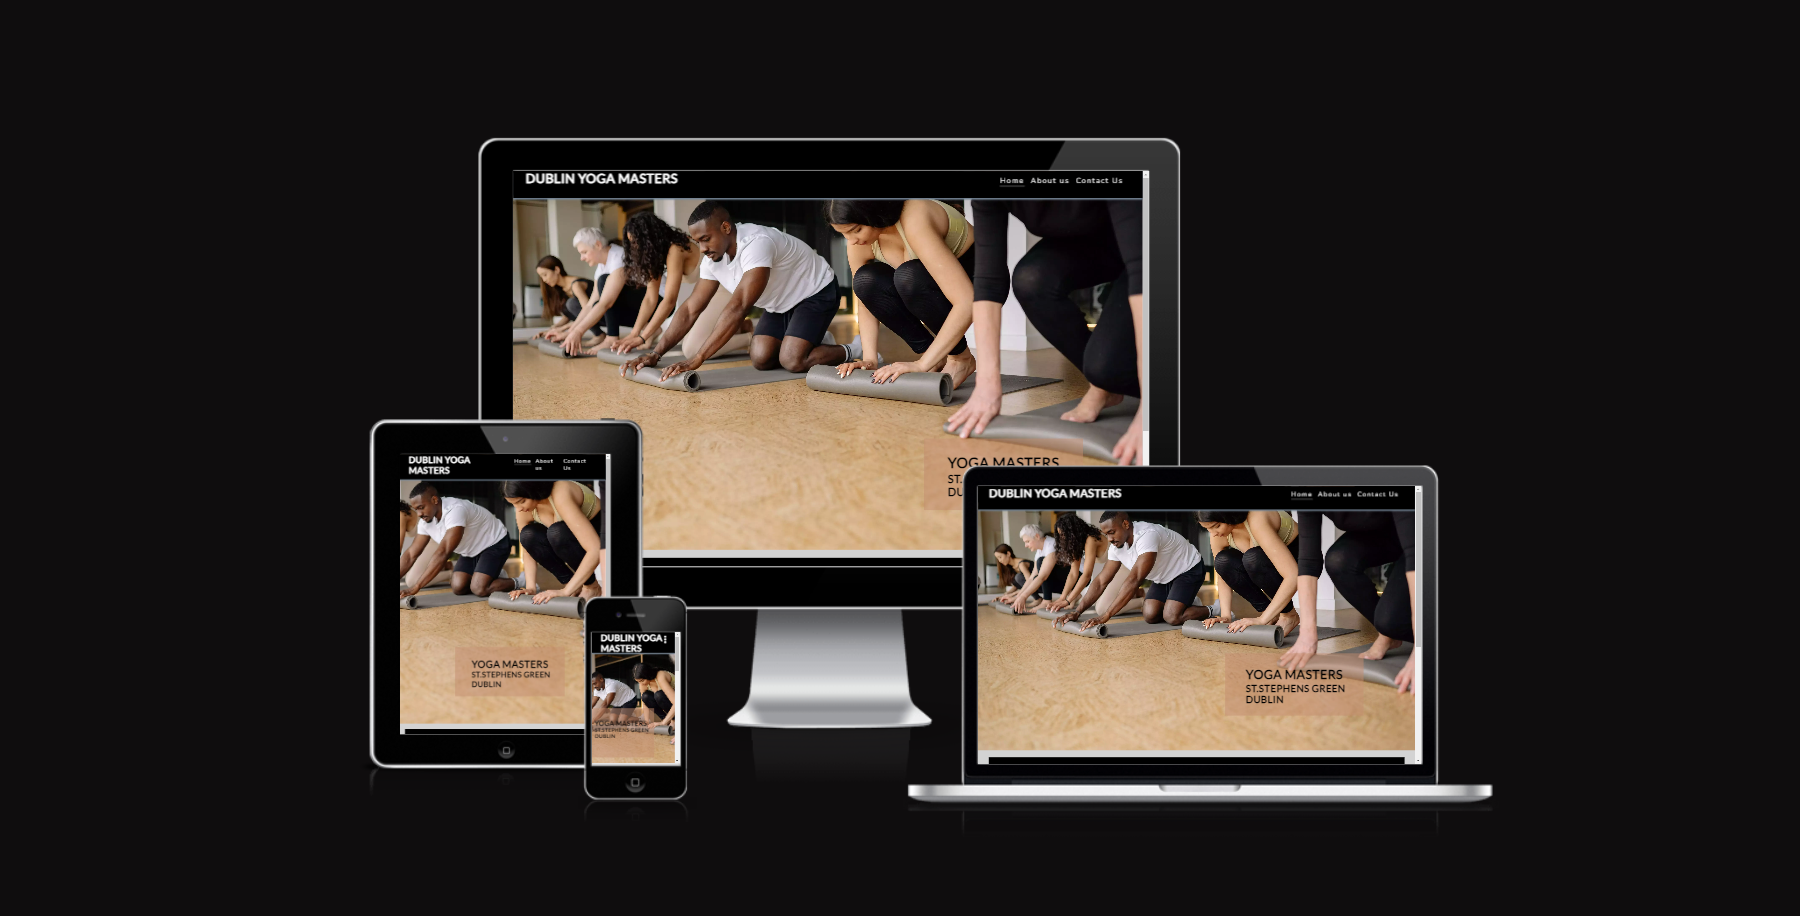 DUBLIN YOGA MASTERS
Home About us Contact Us
YOGA MASTERS
ST.
DU
DUBLIN YOGA
MASTERS
Home About Contact
us Us
YOGA MASTERS
ST.STEPHENS GREEN
DUBLIN
DUBLIN YOGA
MASTERS
YOGA MASTERS
ST.STEPHENS GREEN
DUBLIN
DUBLIN YOGA MASTERS
Home About us Contact Us
YOGA MASTERS
ST.STEPHENS GREEN
DUBLIN